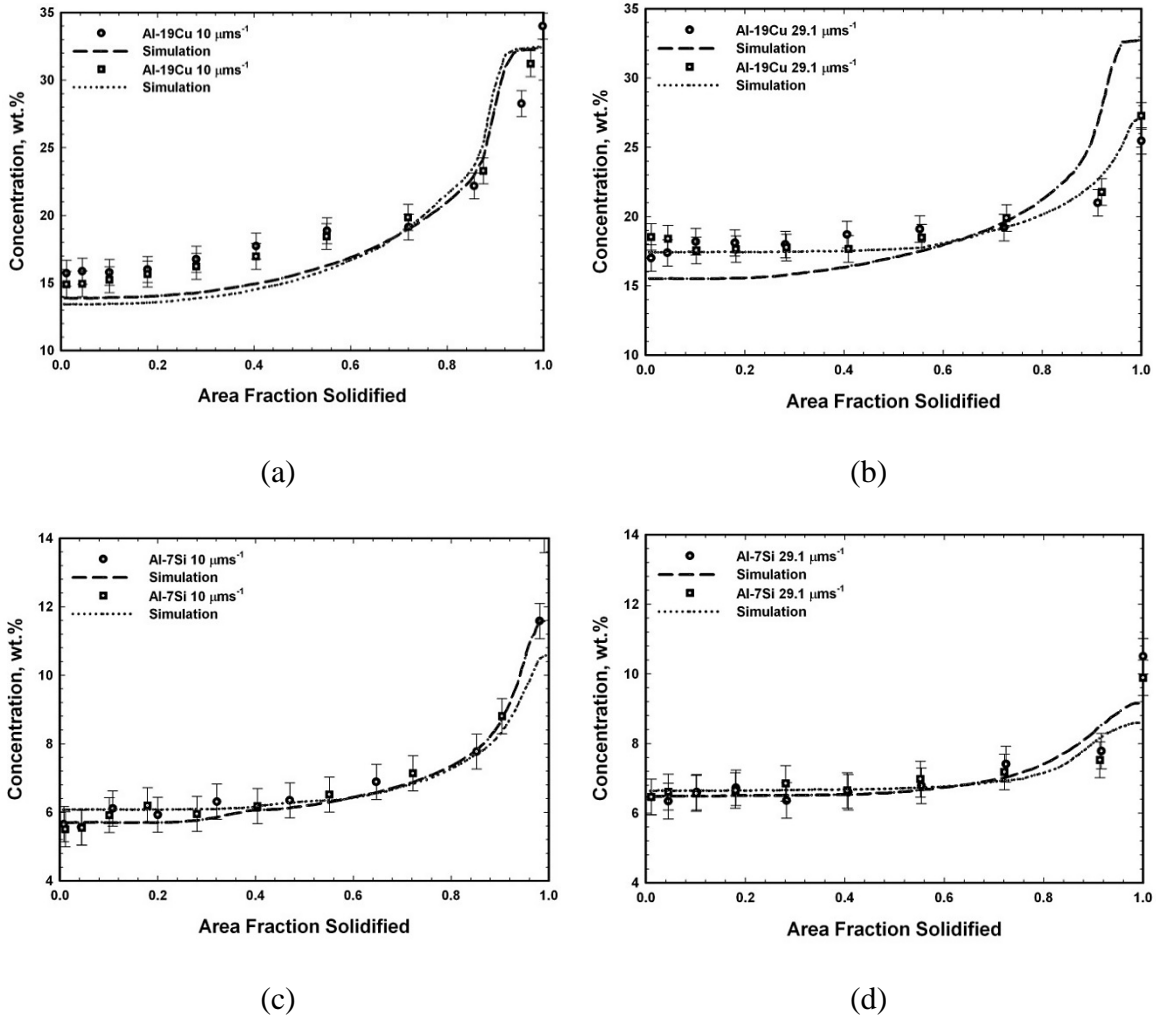 35
Al-19Cu 10 μms⁻¹
Simulation
Al-19Cu 10 μms⁻¹
Simulation
30
25
20
15
10
Concentration, wt.%
0.0 0.2 0.4 0.6 0.8 1.0
Area Fraction Solidified
(a)
35
Al-19Cu 29.1 μms⁻¹
Simulation
Al-19Cu 29.1 μms⁻¹
Simulation
30
25
20
15
10
Concentration, wt.%
0.0 0.2 0.4 0.6 0.8 1.0
Area Fraction Solidified
(b)
14
Al-7Si 10 μms⁻¹
Simulation
Al-7Si 10 μms⁻¹
Simulation
12
10
8
6
4
Concentration, wt.%
0.0 0.2 0.4 0.6 0.8 1.0
Area Fraction Solidified
(c)
14
Al-7Si 29.1 μms⁻¹
Simulation
Al-7Si 29.1 μms⁻¹
Simulation
12
10
8
6
4
Concentration, wt.%
0.0 0.2 0.4 0.6 0.8 1.0
Area Fraction Solidified
(d)